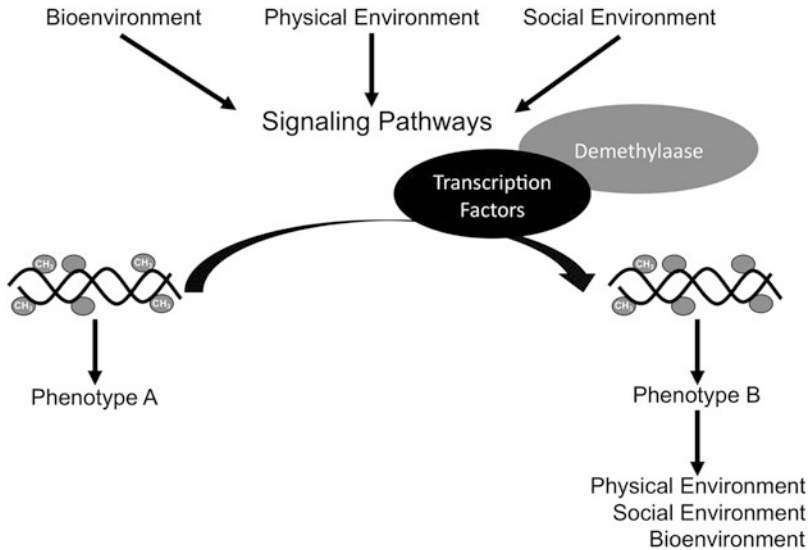 Bioenvironment
Physical Environment
Social Environment
Signaling Pathways
Demethylaase
Transcription
Factors
CH3
CH3
CH3
CH3
CH3
CH3
Phenotype A
Phenotype B
Physical Environment
Social Environment
Bioenvironment